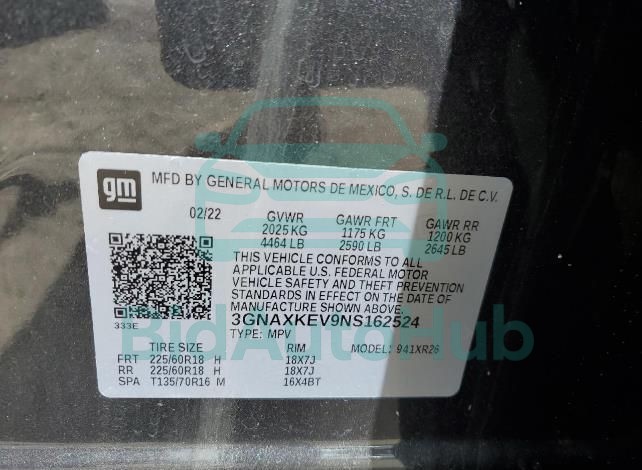 gm MFD BY GENERAL MOTORS DE MEXICO, S. DE R.L. DE C.V.
02/22 GVWR GAWR FRT GAWR RR
2025 KG 1175 KG 1200 KG
4464 LB 2590 LB 2645 LB
THIS VEHICLE CONFORMS TO ALL
APPLICABLE U.S. FEDERAL MOTOR
VEHICLE SAFETY AND THEFT PREVENTION
STANDARDS IN EFFECT ON THE DATE OF
MANUFACTURE SHOWN ABOVE.
333E 3GNAXKEV9NS162524
TYPE: MPV MODEL: 941XR26
TIRE SIZE RIM
FRT 225/60R18 H 18X7J
RR 225/60R18 H 18X7J
SPA T135/70R16 M 16X4BT
BidAutoHub